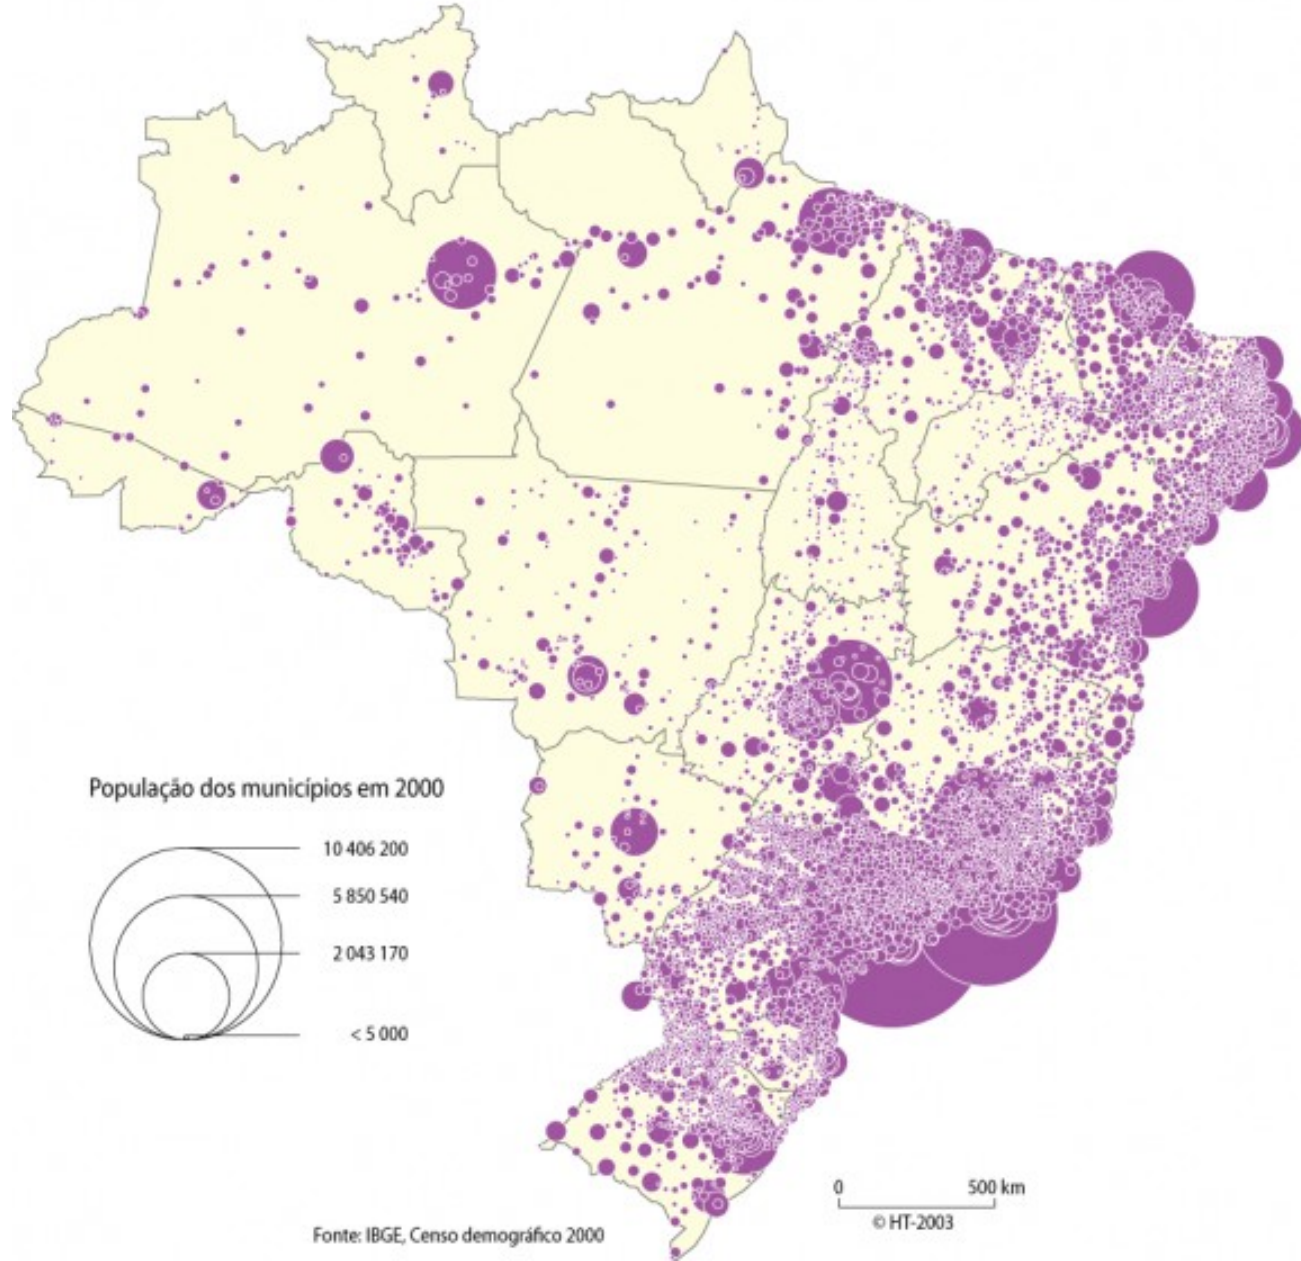 População dos municípios em 2000
10 406 200
5 850 540
2 043 170
< 5 000
0 500 km
© HT-2003
Fonte: IBGE, Censo demográfico 2000